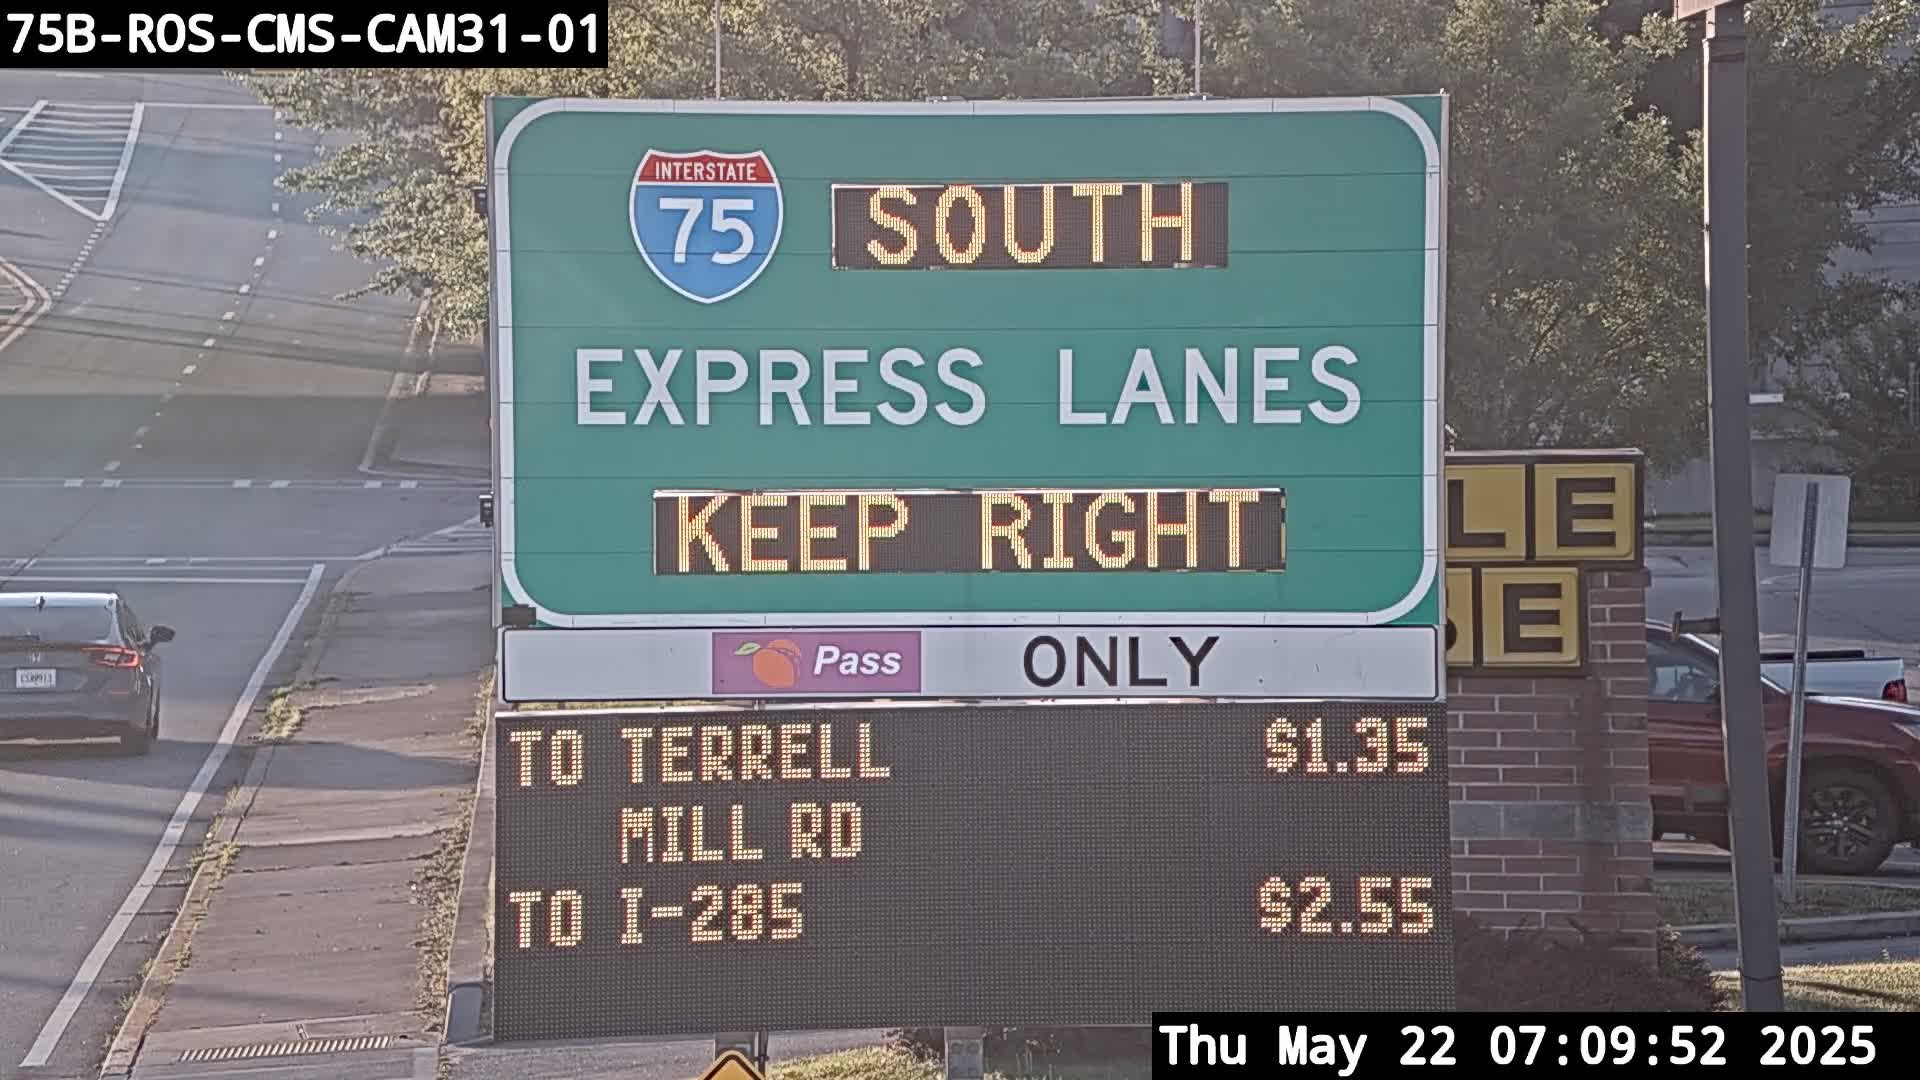 75B-ROS-CMS-CAM31-01
INTERSTATE
75
SOUTH
EXPRESS LANES
KEEP RIGHT
Pass ONLY
TO TERRELL $1.35
MILL RD
TO I-285 $2.55
LE
E
Thu May 22 07:09:52 2025